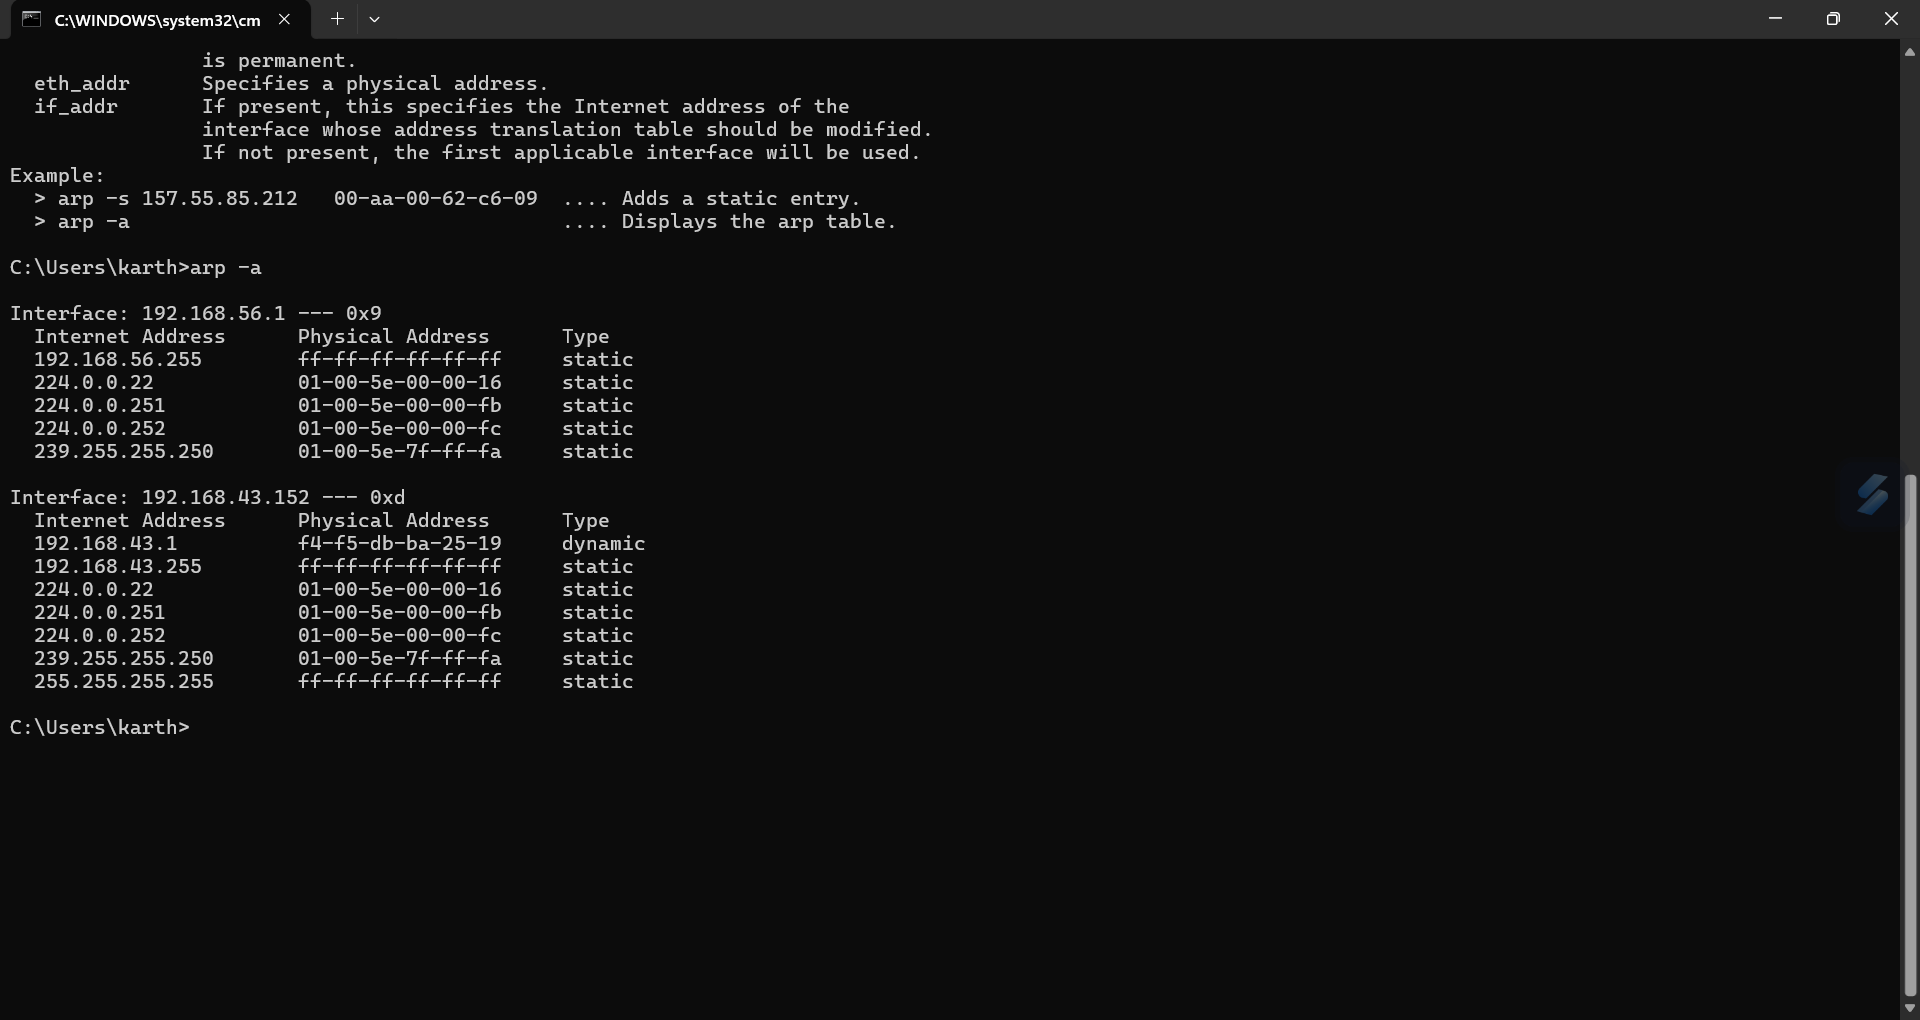 C:\WINDOWS\system32\cm
is permanent.
eth_addr Specifies a physical address.
if_addr If present, this specifies the Internet address of the
interface whose address translation table should be modified.
If not present, the first applicable interface will be used.
Example:
> arp -s 157.55.85.212 00-aa-00-62-c6-09 .... Adds a static entry.
> arp -a .... Displays the arp table.
C:\Users\karth>arp -a
Interface: 192.168.56.1 --- 0x9
Internet Address Physical Address Type
192.168.56.255 ff-ff-ff-ff-ff-ff static
224.0.0.22 01-00-5e-00-00-16 static
224.0.0.251 01-00-5e-00-00-fb static
224.0.0.252 01-00-5e-00-00-fc static
239.255.255.250 01-00-5e-7f-ff-fa static
Interface: 192.168.43.152 --- 0xd
Internet Address Physical Address Type
192.168.43.1 f4-f5-db-ba-25-19 dynamic
192.168.43.255 ff-ff-ff-ff-ff-ff static
224.0.0.22 01-00-5e-00-00-16 static
224.0.0.251 01-00-5e-00-00-fb static
224.0.0.252 01-00-5e-00-00-fc static
239.255.255.250 01-00-5e-7f-ff-fa static
255.255.255.255 ff-ff-ff-ff-ff-ff static
C:\Users\karth>